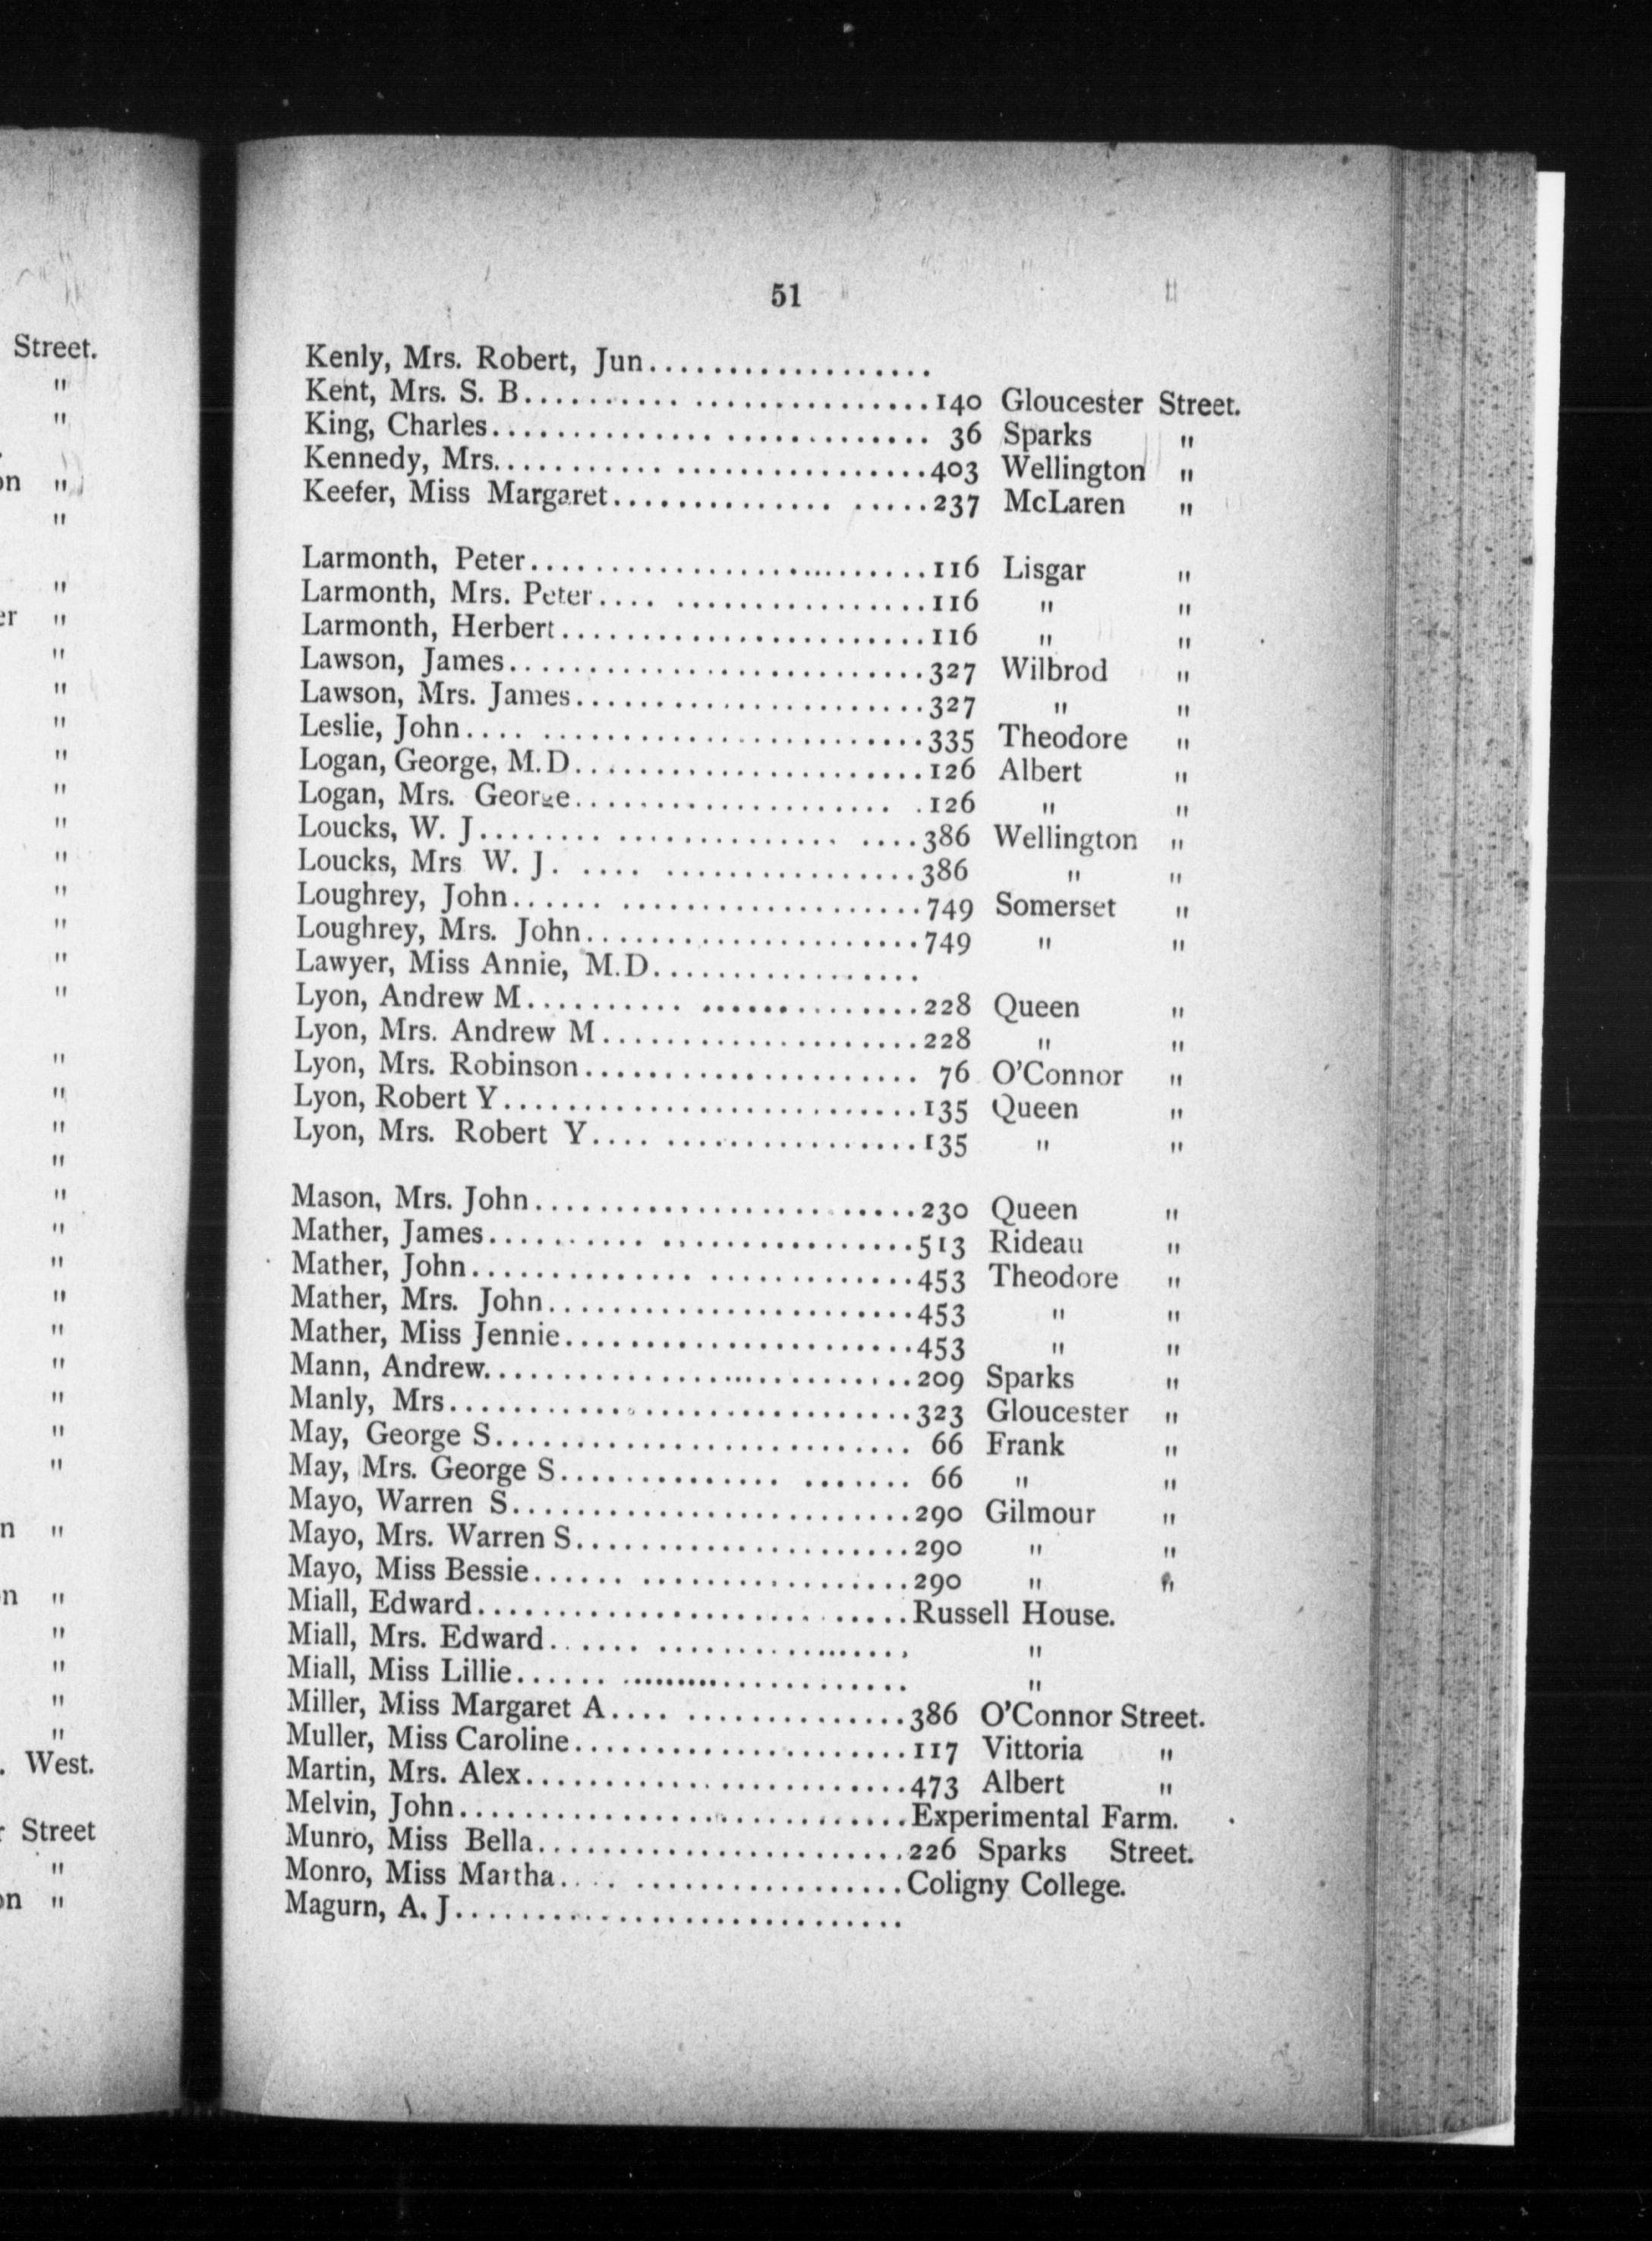 51
Kenly, Mrs. Robert, Jun..................
Kent, Mrs. S. B..........................140 Gloucester Street.
King, Charles........................... 36 Sparks "
Kennedy, Mrs............................403 Wellington "
Keefer, Miss Margaret...................237 McLaren "
Larmonth, Peter.........................116 Lisgar "
Larmonth, Mrs. Peter....................116 " "
Larmonth, Herbert.......................116 " "
Lawson, James..........................327 Wilbrod "
Lawson, Mrs. James......................327 " "
Leslie, John............................335 Theodore "
Logan, George, M.D......................126 Albert "
Logan, Mrs. George......................126 " "
Loucks, W. J............................386 Wellington "
Loucks, Mrs W. J........................386 " "
Loughrey, John..........................749 Somerset "
Loughrey, Mrs. John.....................749 " "
Lawyer, Miss Annie, M.D.................
Lyon, Andrew M..........................228 Queen "
Lyon, Mrs. Andrew M.....................228 " "
Lyon, Mrs. Robinson..................... 76 O'Connor "
Lyon, Robert Y..........................135 Queen "
Lyon, Mrs. Robert Y.....................135 " "
Mason, Mrs. John........................230 Queen "
Mather, James...........................513 Rideau "
Mather, John............................453 Theodore "
Mather, Mrs. John.......................453 " "
Mather, Miss Jennie.....................453 " "
Mann, Andrew............................209 Sparks "
Manly, Mrs..............................323 Gloucester "
May, George S........................... 66 Frank "
May, Mrs. George S...................... 66 " "
Mayo, Warren S..........................290 Gilmour "
Mayo, Mrs. Warren S.....................290 " "
Mayo, Miss Bessie.......................290 " "
Miall, Edward...........................Russell House.
Miall, Mrs. Edward...................... "
Miall, Miss Lillie...................... "
Miller, Miss Margaret A.................386 O'Connor Street.
Muller, Miss Caroline...................117 Vittoria "
Martin, Mrs. Alex.......................473 Albert "
Melvin, John............................Experimental Farm.
Munro, Miss Bella.......................226 Sparks Street.
Monro, Miss Martha......................Coligny College.
Magurn, A. J............................
Street.
West.
Street